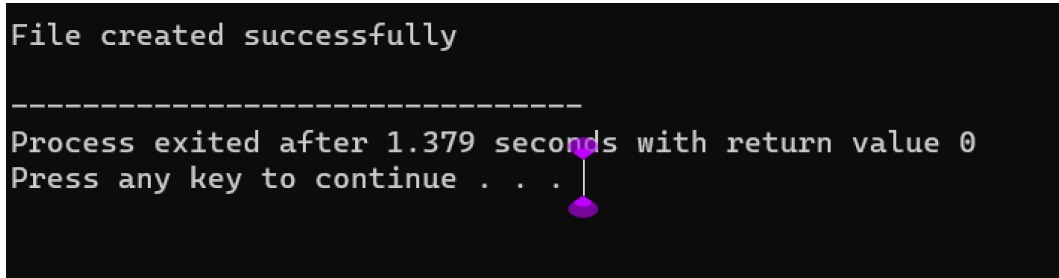 File created successfully
--------------------------------
Process exited after 1.379 seconds with return value 0
Press any key to continue . . .